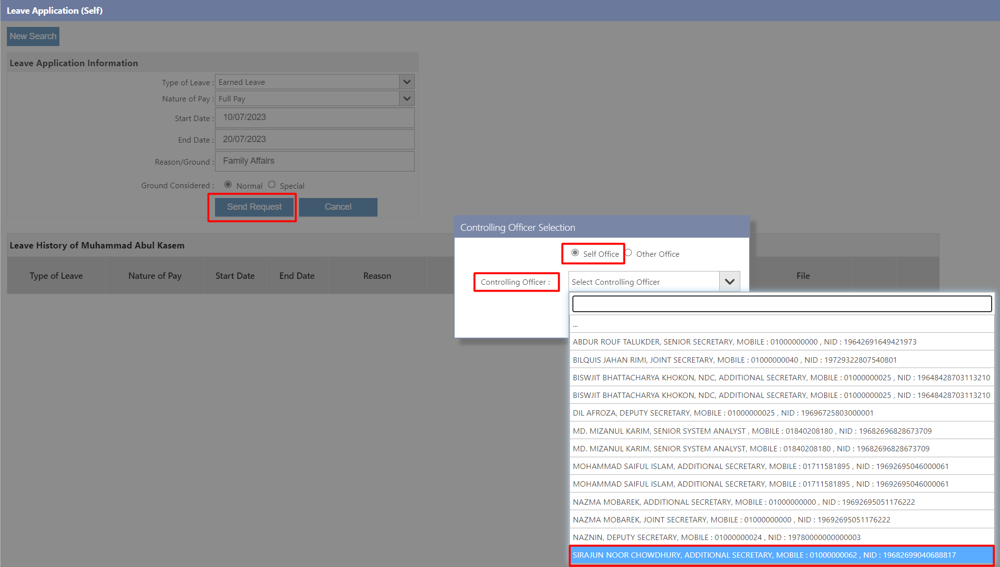 Leave Application (Self)
New Search
Leave Application Information
Type of Leave : Earned Leave
Nature of Pay : Full Pay
Start Date : 10/07/2023
End Date : 20/07/2023
Reason/Ground : Family Affairs
Ground Considered : Normal Special
Send Request Cancel
Controlling Officer Selection
Leave History of Muhammad Abul Kasem
Self Office Other Office
Type of Leave Nature of Pay Start Date End Date Reason File
Controlling Officer : Select Controlling Officer
...
ABDUR ROUF TALUKDER, SENIOR SECRETARY, MOBILE : 01000000000 , NID : 19642691649421973
BILQUIS JAHAN RIMI, JOINT SECRETARY, MOBILE : 01000000040 , NID : 19729322807540801
BISWJIT BHATTACHARYA KHOKON, NDC, ADDITIONAL SECRETARY, MOBILE : 01000000025 , NID : 19648428703113210
BISWJIT BHATTACHARYA KHOKON, NDC, ADDITIONAL SECRETARY, MOBILE : 01000000025 , NID : 19648428703113210
DIL AFROZA, DEPUTY SECRETARY, MOBILE : 01000000025 , NID : 19696725803000001
MD. MIZANUL KARIM, SENIOR SYSTEM ANALYST , MOBILE : 01840208180 , NID : 19682696828673709
MD. MIZANUL KARIM, SENIOR SYSTEM ANALYST, MOBILE : 01840208180 , NID : 19682696828673709
MOHAMMAD SAIFUL ISLAM, ADDITIONAL SECRETARY, MOBILE : 01711581895 , NID : 19692695046000061
MOHAMMAD SAIFUL ISLAM, ADDITIONAL SECRETARY, MOBILE : 01711581895 , NID : 19692695046000061
NAZMA MOBAREK, ADDITIONAL SECRETARY, MOBILE : 01000000000 , NID : 19692695051176222
NAZMA MOBAREK, JOINT SECRETARY, MOBILE : 01000000000 , NID : 19692695051176222
NAZNIN, DEPUTY SECRETARY, MOBILE : 01000000024 , NID : 19780000000000003
SIRAJUN NOOR CHOWDHURY, ADDITIONAL SECRETARY, MOBILE : 01000000062 , NID : 19682699040688817